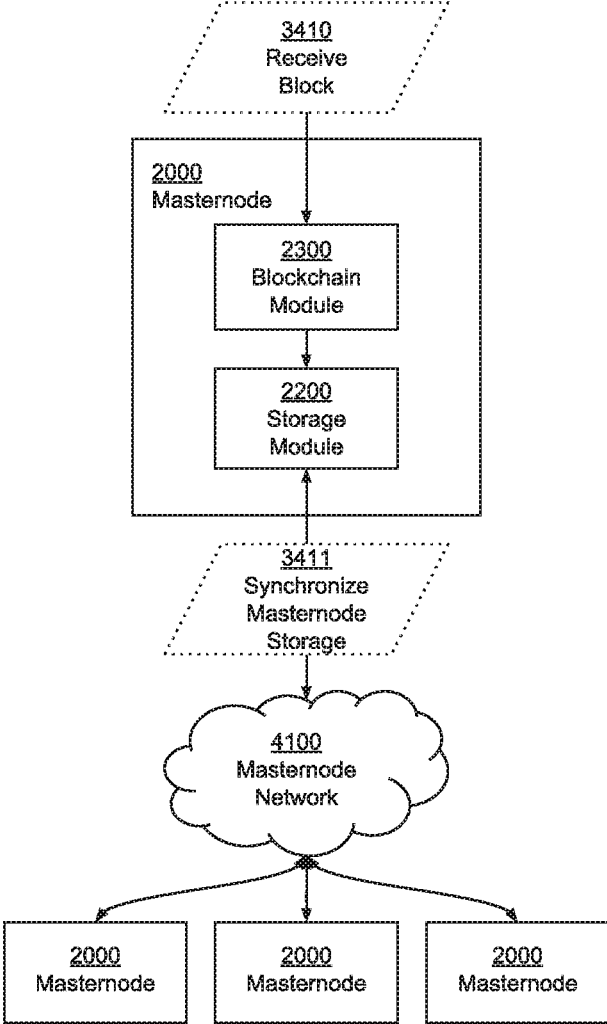 3410
Receive
Block
2000
Masternode
2300
Blockchain
Module
2200
Storage
Module
3411
Synchronize
Masternode
Storage
4100
Masternode
Network
2000
Masternode
2000
Masternode
2000
Masternode